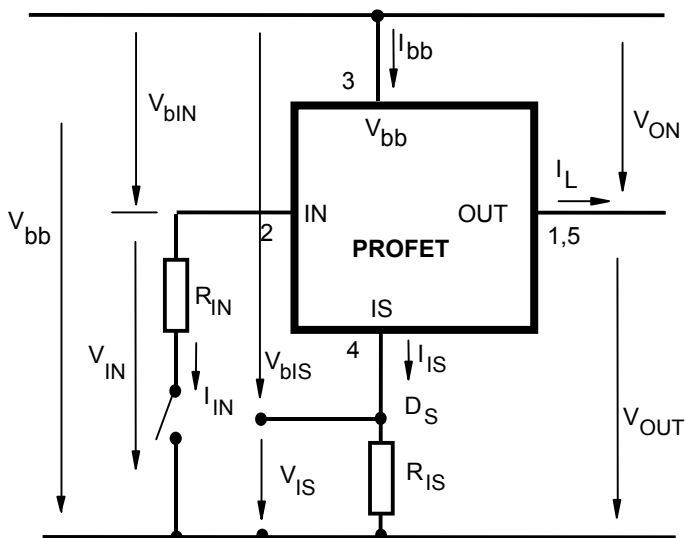 I_bb
3
V_bIN
V_bb
V_ON
I_L
IN
OUT
V_bb
2
PROFET
1,5
R_IN
IS
4
I_IS
V_IN
V_bIS
I_IN
D_S
V_OUT
V_IS
R_IS